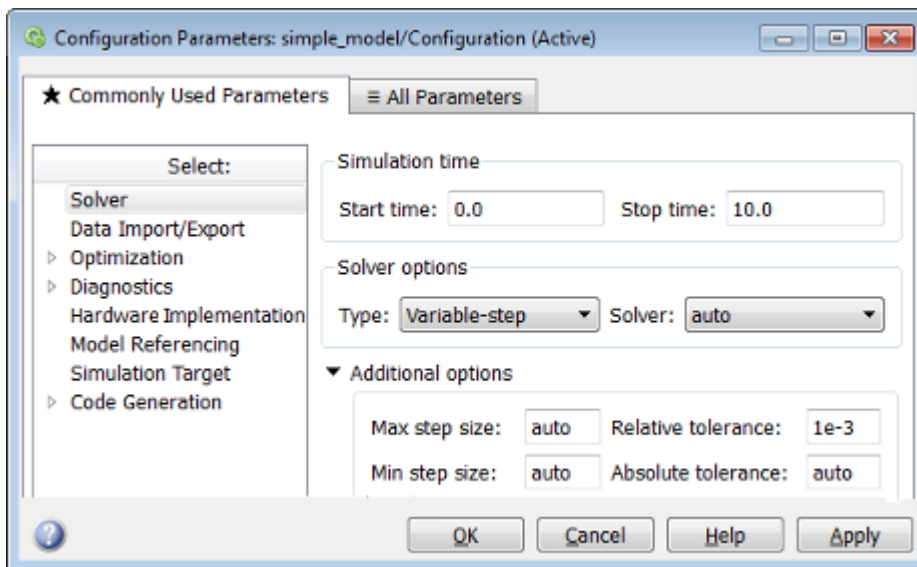 Configuration Parameters: simple_model/Configuration (Active)
★ Commonly Used Parameters
≡ All Parameters
Select:
Solver
Data Import/Export
Optimization
Diagnostics
Hardware Implementation
Model Referencing
Simulation Target
Code Generation
Simulation time
Start time: 0.0 Stop time: 10.0
Solver options
Type: Variable-step Solver: auto
Additional options
Max step size: auto Relative tolerance: 1e-3
Min step size: auto Absolute tolerance: auto
OK Cancel Help Apply